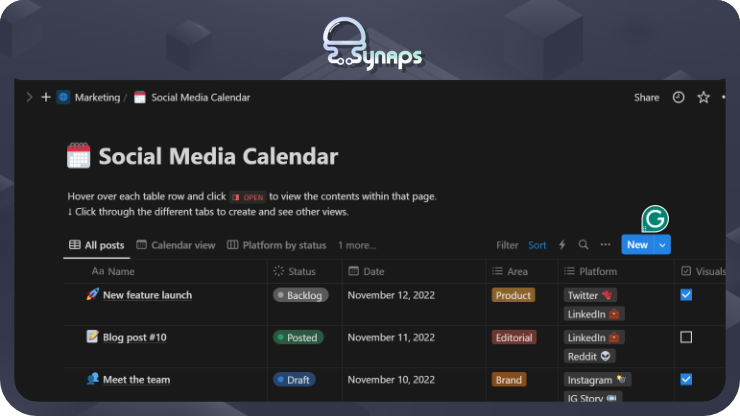 Synaps
Marketing / Social Media Calendar
Share
Social Media Calendar
Hover over each table row and click OPEN to view the contents within that page.
↓ Click through the different tabs to create and see other views.
All posts Calendar view Platform by status 1 more... Filter Sort New
Aa Name Status Date Area Platform Visuals
New feature launch Backlog November 12, 2022 Product Twitter
LinkedIn
Blog post #10 Posted November 11, 2022 Editorial LinkedIn
Reddit
Meet the team Draft November 10, 2022 Brand Instagram
IG Story